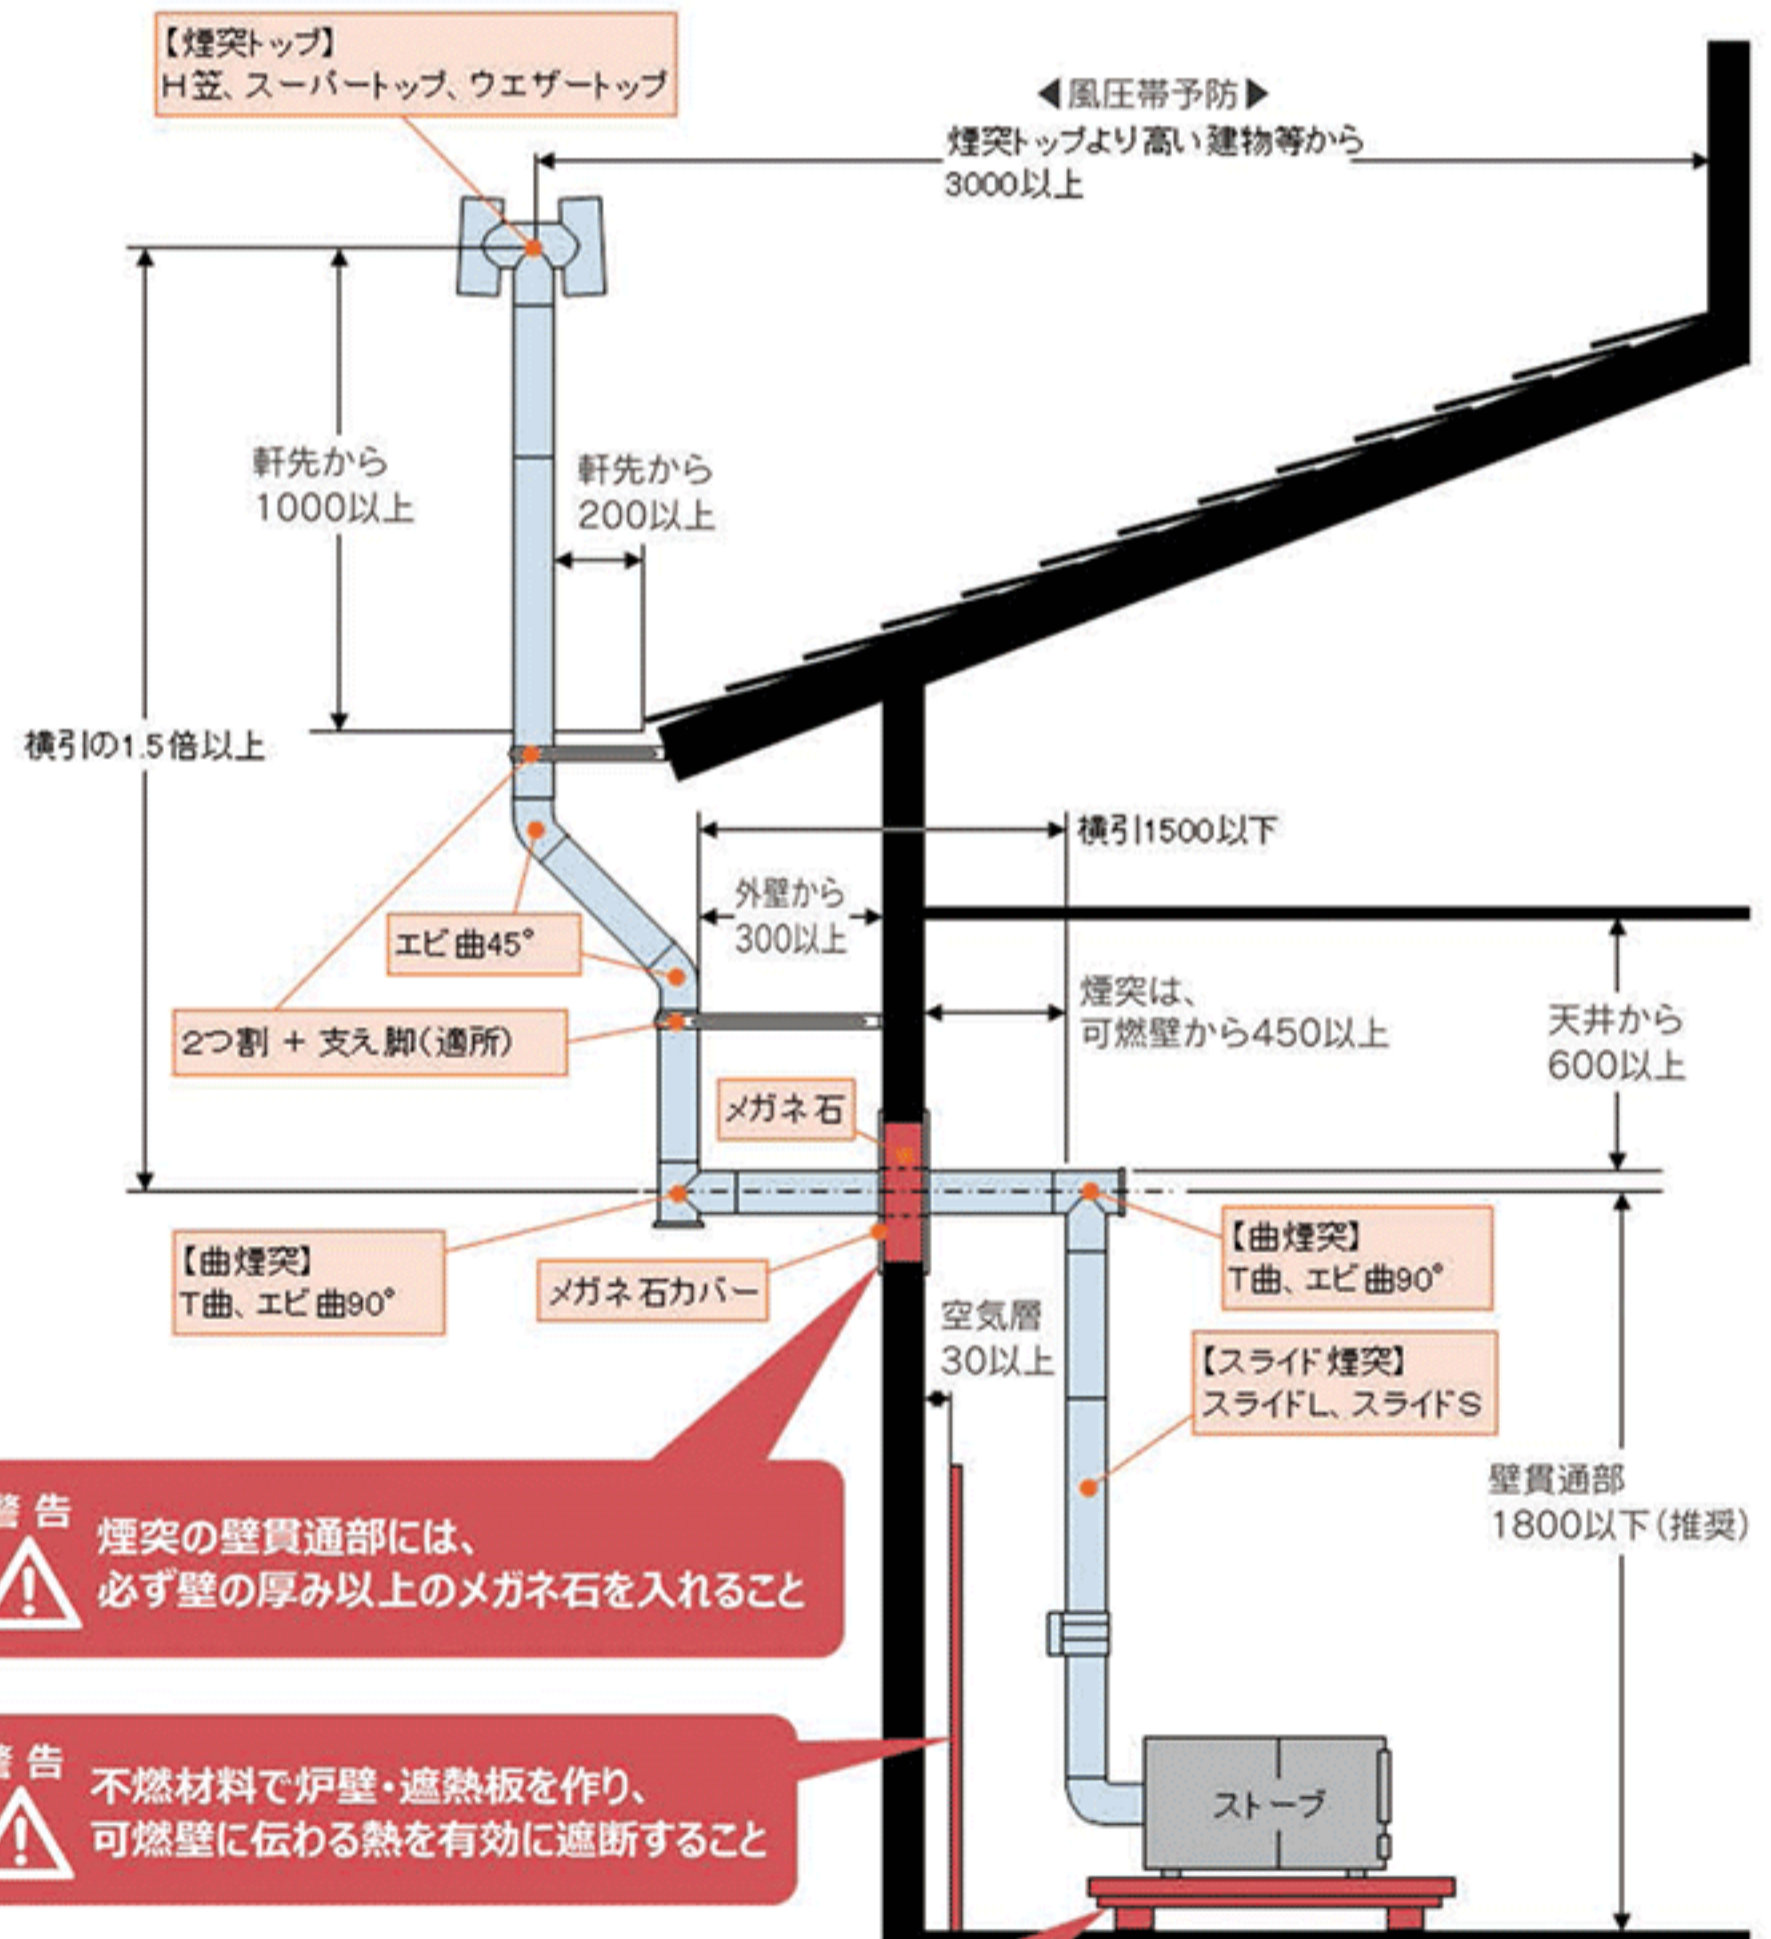 【煙突トップ】
H笠、スーパートップ、ウエザートップ
◀風圧帯予防▶
煙突トップより高い建物等から
3000以上
軒先から
1000以上
軒先から
200以上
横引の1.5倍以上
横引1500以下
外壁から
300以上
エビ曲45°
煙突は、
可燃壁から450以上
天井から
600以上
2つ割 + 支え脚(適所)
メガネ石
【曲煙突】
T曲、エビ曲90°
メガネ石カバー
【曲煙突】
T曲、エビ曲90°
空気層
30以上
【スライド煙突】
スライドL、スライドS
壁貫通部
1800以下(推奨)
警告
煙突の壁貫通部には、
必ず壁の厚み以上のメガネ石を入れること
警告
不燃材料で炉壁・遮熱板を作り、
可燃壁に伝わる熱を有効に遮断すること
ストーブ